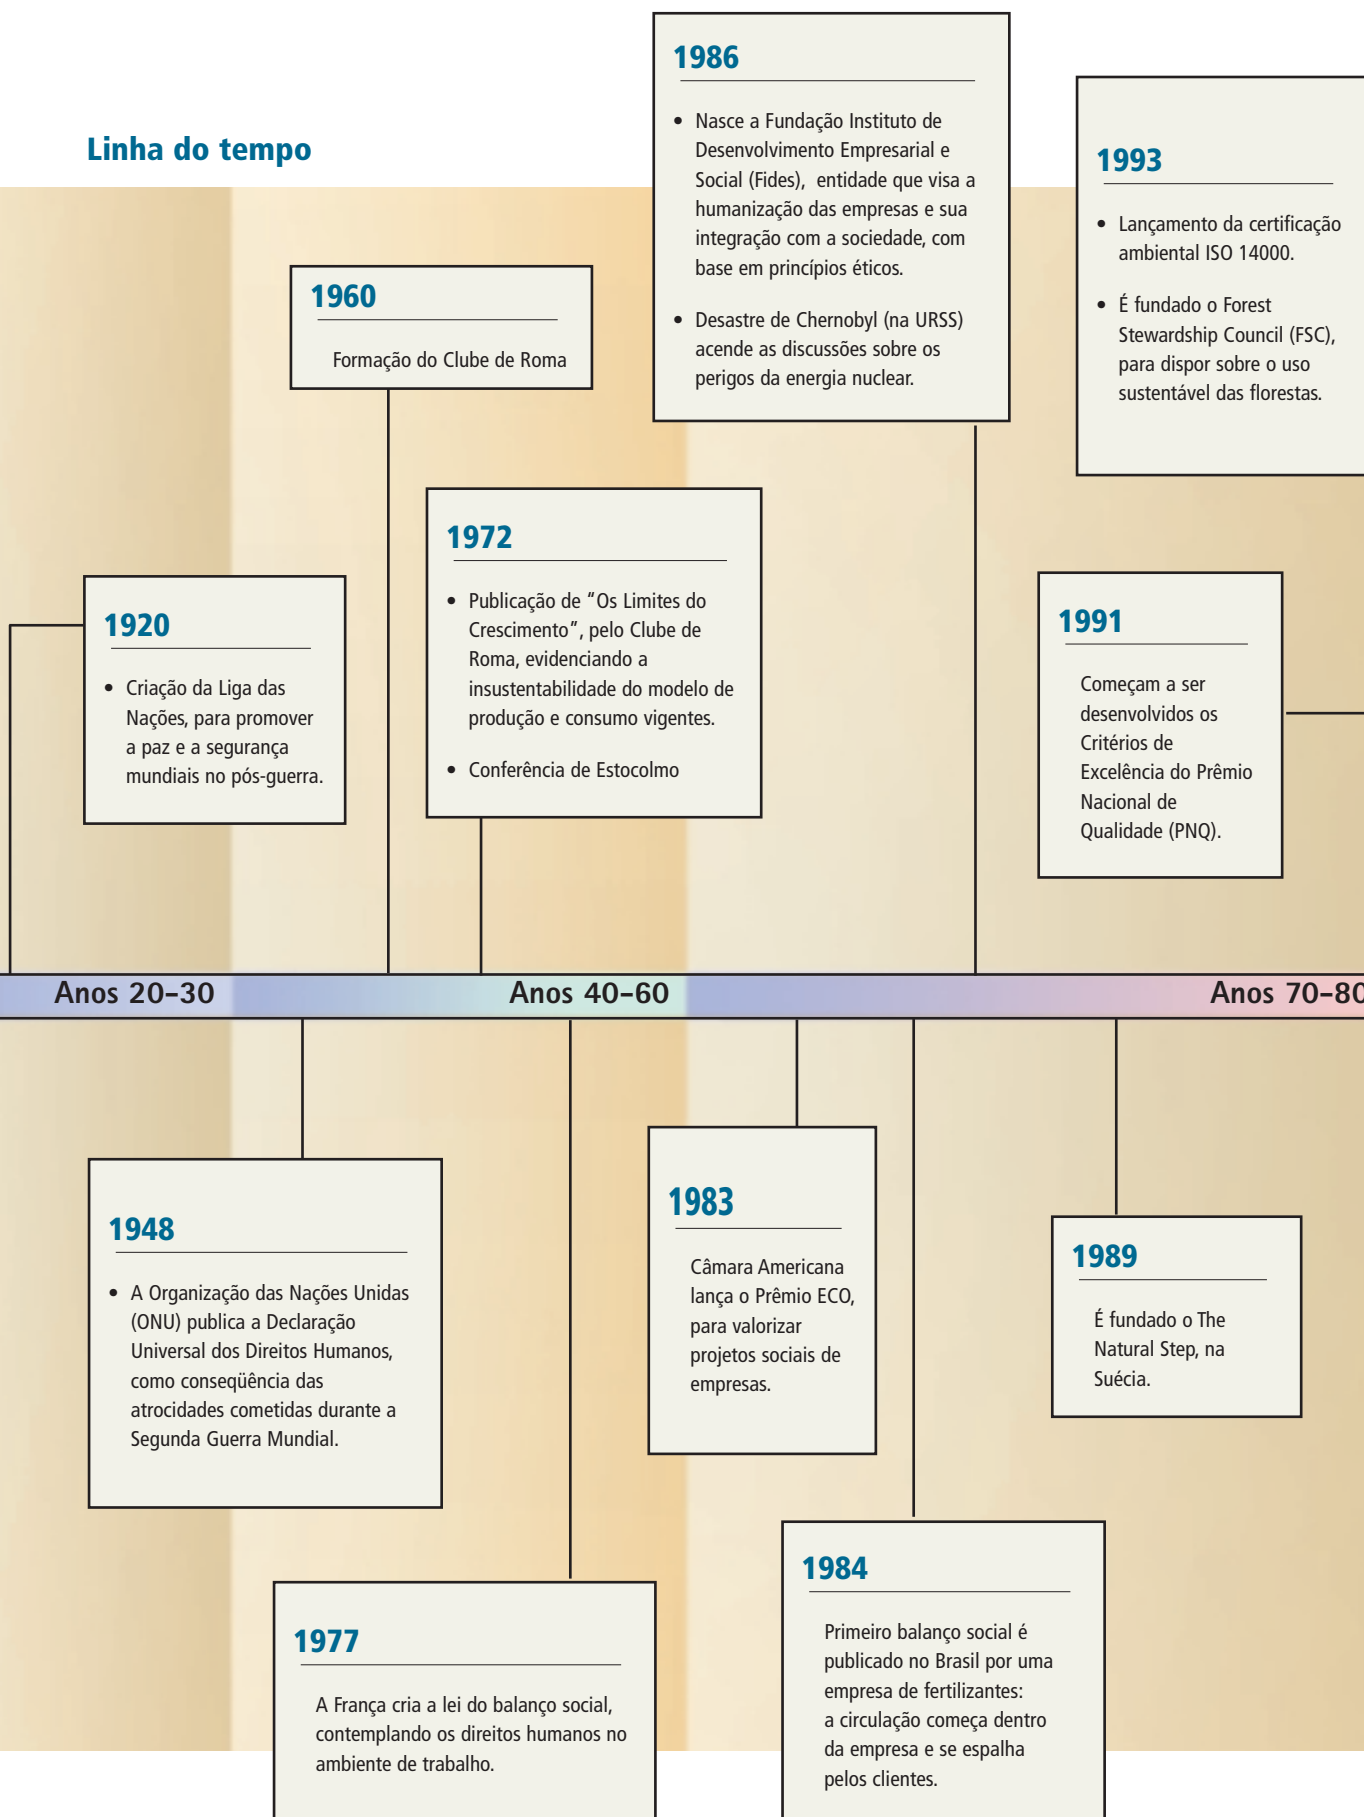 Linha do tempo
1986
• Nasce a Fundação Instituto de
Desenvolvimento Empresarial e
Social (Fides), entidade que visa a
humanização das empresas e sua
integração com a sociedade, com
base em princípios éticos.
• Desastre de Chernobyl (na URSS)
acende as discussões sobre os
perigos da energia nuclear.
1993
• Lançamento da certificação
ambiental ISO 14000.
• É fundado o Forest
Stewardship Council (FSC),
para dispor sobre o uso
sustentável das florestas.
1960
Formação do Clube de Roma
1972
• Publicação de “Os Limites do
Crescimento”, pelo Clube de
Roma, evidenciando a
insustentabilidade do modelo de
produção e consumo vigentes.
• Conferência de Estocolmo
1920
• Criação da Liga das
Nações, para promover
a paz e a segurança
mundiais no pós-guerra.
1991
Começam a ser
desenvolvidos os
Critérios de
Excelência do Prêmio
Nacional de
Qualidade (PNQ).
Anos 20-30
Anos 40-60
Anos 70-80
1948
• A Organização das Nações Unidas
(ONU) publica a Declaração
Universal dos Direitos Humanos,
como conseqüência das
atrocidades cometidas durante a
Segunda Guerra Mundial.
1983
Câmara Americana
lança o Prêmio ECO,
para valorizar
projetos sociais de
empresas.
1989
É fundado o The
Natural Step, na
Suécia.
1977
A França cria a lei do balanço social,
contemplando os direitos humanos no
ambiente de trabalho.
1984
Primeiro balanço social é
publicado no Brasil por uma
empresa de fertilizantes:
a circulação começa dentro
da empresa e se espalha
pelos clientes.